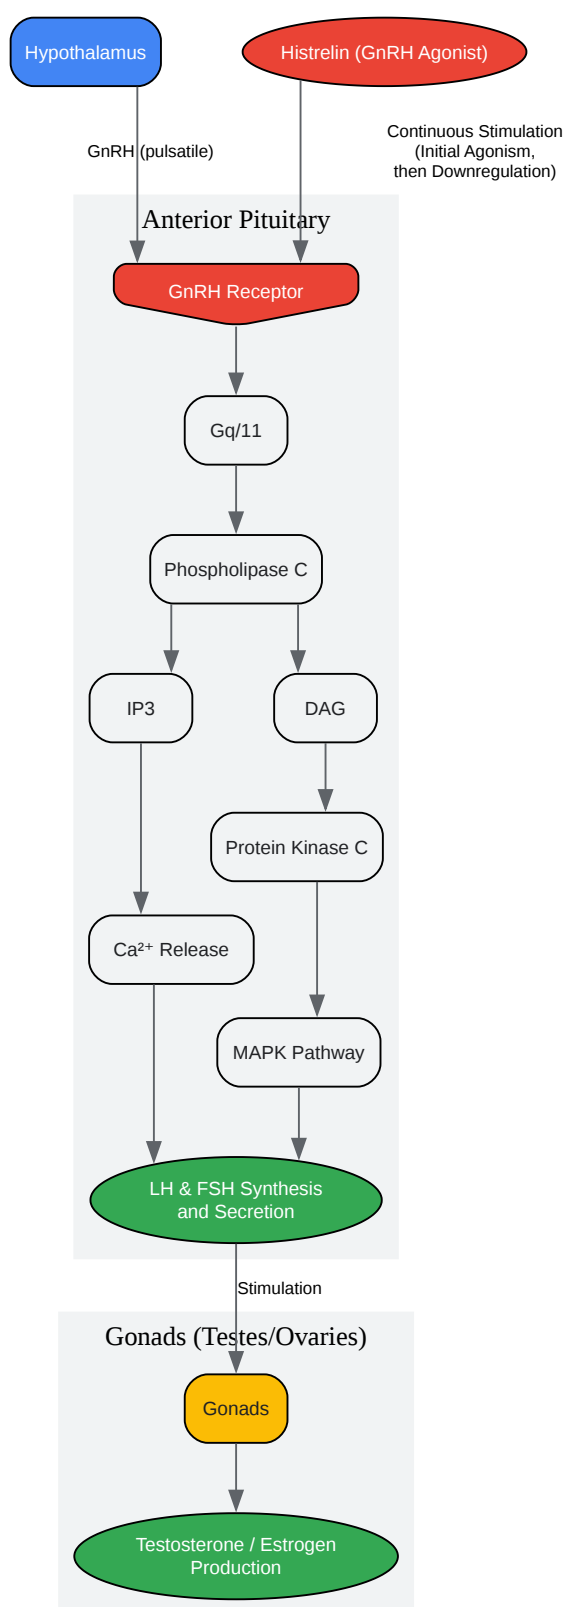 Hypothalamus
Histrelin (GnRH Agonist)
GnRH (pulsatile)
Continuous Stimulation
(Initial Agonism,
then Downregulation)
Anterior Pituitary
GnRH Receptor
Gq/11
Phospholipase C
IP3
DAG
Protein Kinase C
Ca²⁺ Release
MAPK Pathway
LH & FSH Synthesis
and Secretion
Stimulation
Gonads (Testes/Ovaries)
Gonads
Testosterone / Estrogen
Production